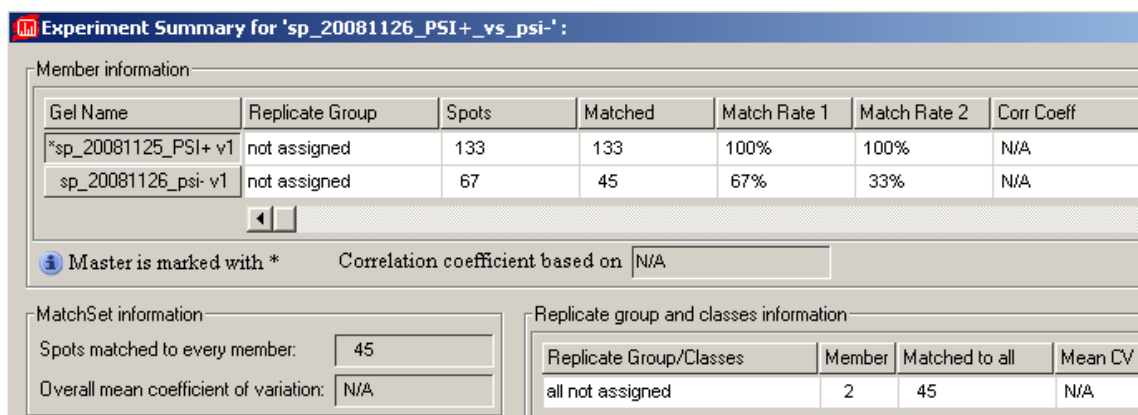 Experiment Summary for 'sp_20081126_PSI+_vs_psi-':
Member information
Gel Name Replicate Group Spots Matched Match Rate 1 Match Rate 2 Corr Coeff
*sp_20081125_PSI+ v1 not assigned 133 133 100% 100% N/A
sp_20081126_psi- v1 not assigned 67 45 67% 33% N/A
Master is marked with * Correlation coefficient based on N/A
MatchSet information
Spots matched to every member: 45
Overall mean coefficient of variation: N/A
Replicate group and classes information
Replicate Group/Classes Member Matched to all Mean CV
all not assigned 2 45 N/A